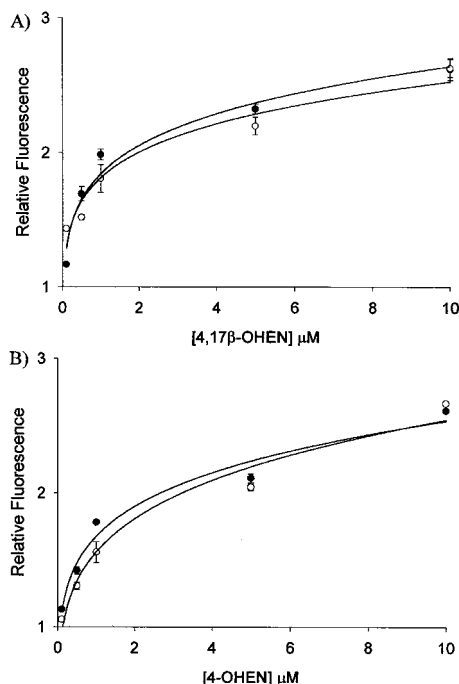 A)
3
2
1
Relative Fluorescence
0 2 4 6 8 10
[4,17β-OHEN] μM
B)
3
2
1
Relative Fluorescence
0 2 4 6 8 10
[4-OHEN] μM